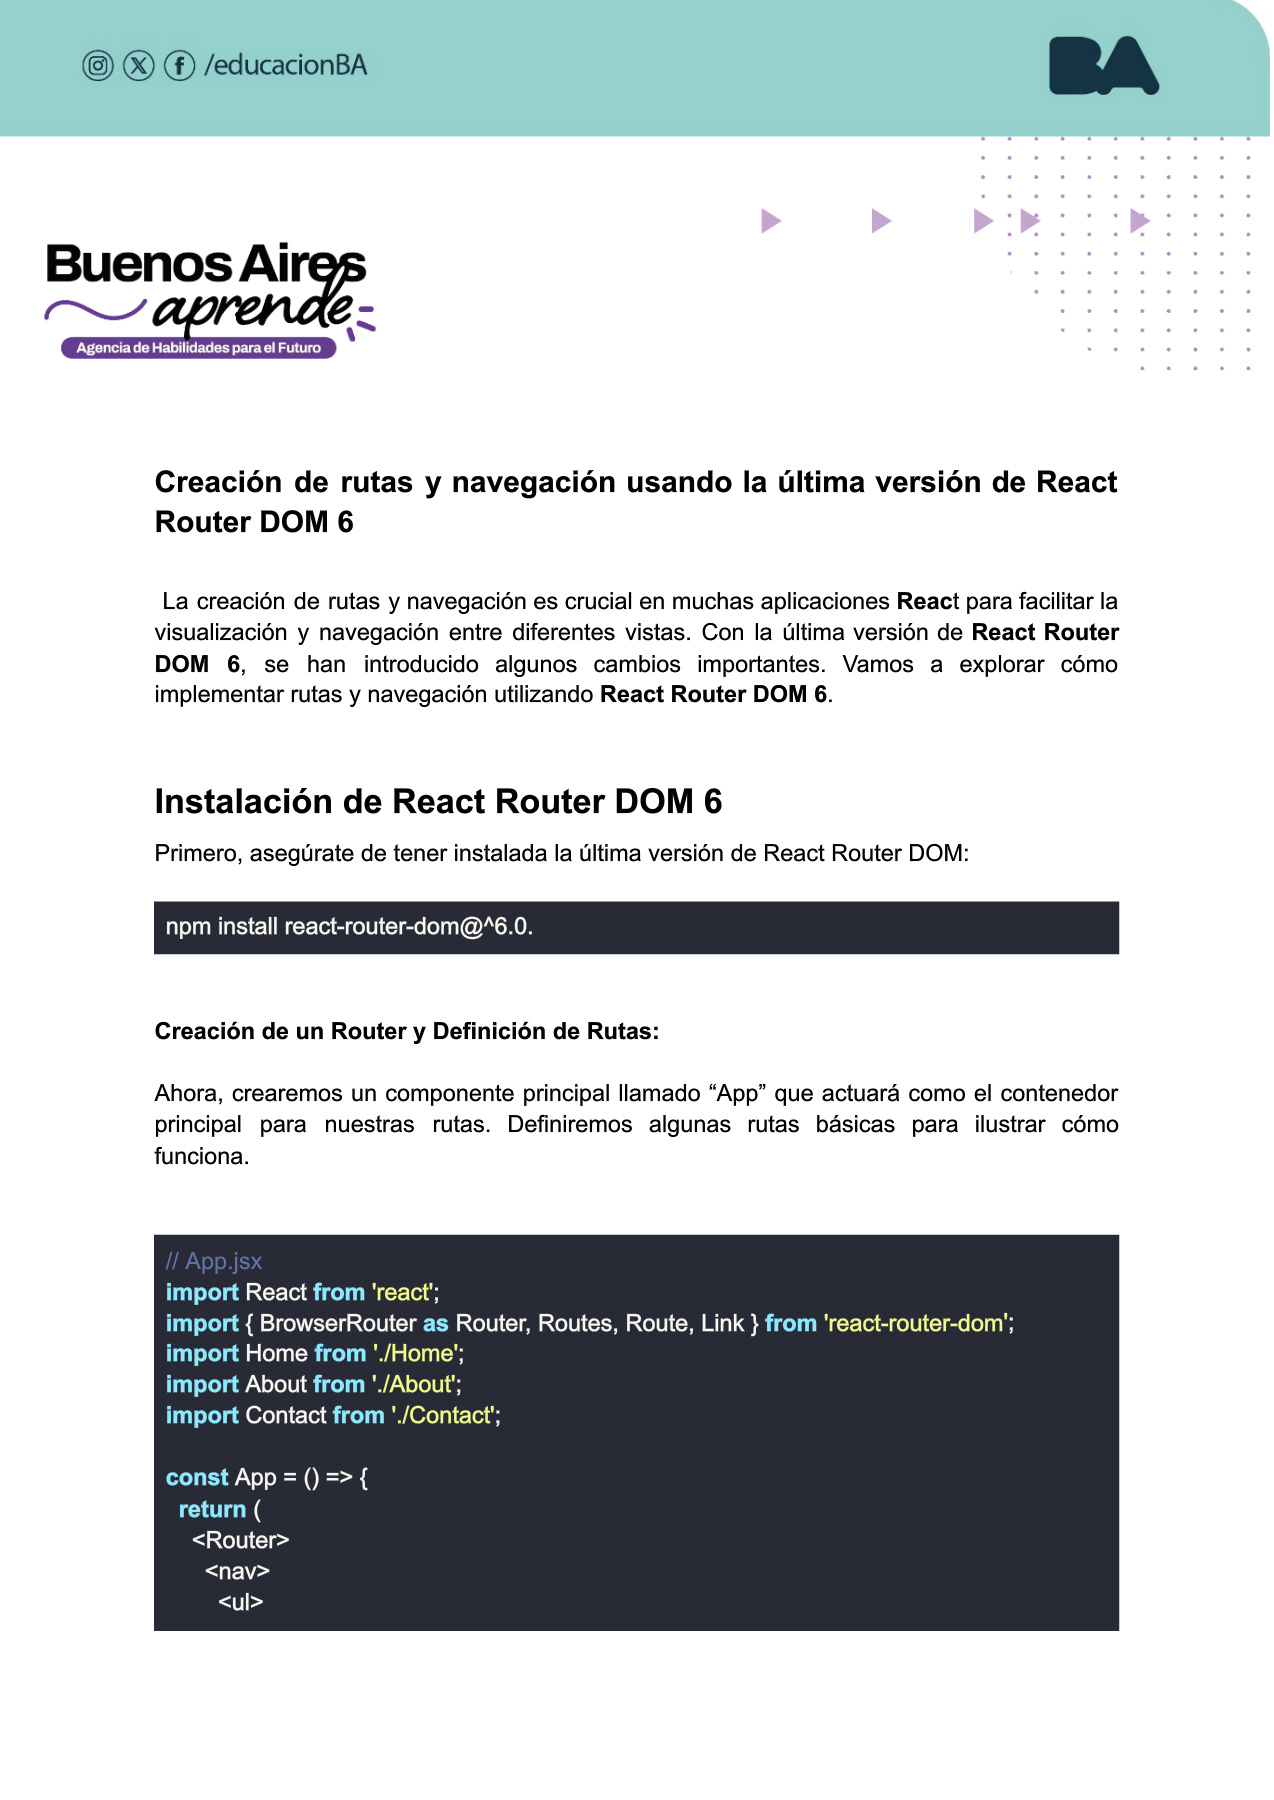 /educacionBA
BA
Buenos Aires
aprende
Agencia de Habilidades para el Futuro
Creación de rutas y navegación usando la última versión de React
Router DOM 6
La creación de rutas y navegación es crucial en muchas aplicaciones React para facilitar la
visualización y navegación entre diferentes vistas. Con la última versión de React Router
DOM 6, se han introducido algunos cambios importantes. Vamos a explorar cómo
implementar rutas y navegación utilizando React Router DOM 6.
Instalación de React Router DOM 6
Primero, asegúrate de tener instalada la última versión de React Router DOM:
npm install react-router-dom@^6.0.
Creación de un Router y Definición de Rutas:
Ahora, crearemos un componente principal llamado “App” que actuará como el contenedor
principal para nuestras rutas. Definiremos algunas rutas básicas para ilustrar cómo
funciona.
// App.jsx
import React from 'react';
import { BrowserRouter as Router, Routes, Route, Link } from 'react-router-dom';
import Home from './Home';
import About from './About';
import Contact from './Contact';
const App = () => {
return (
<Router>
<nav>
<ul>